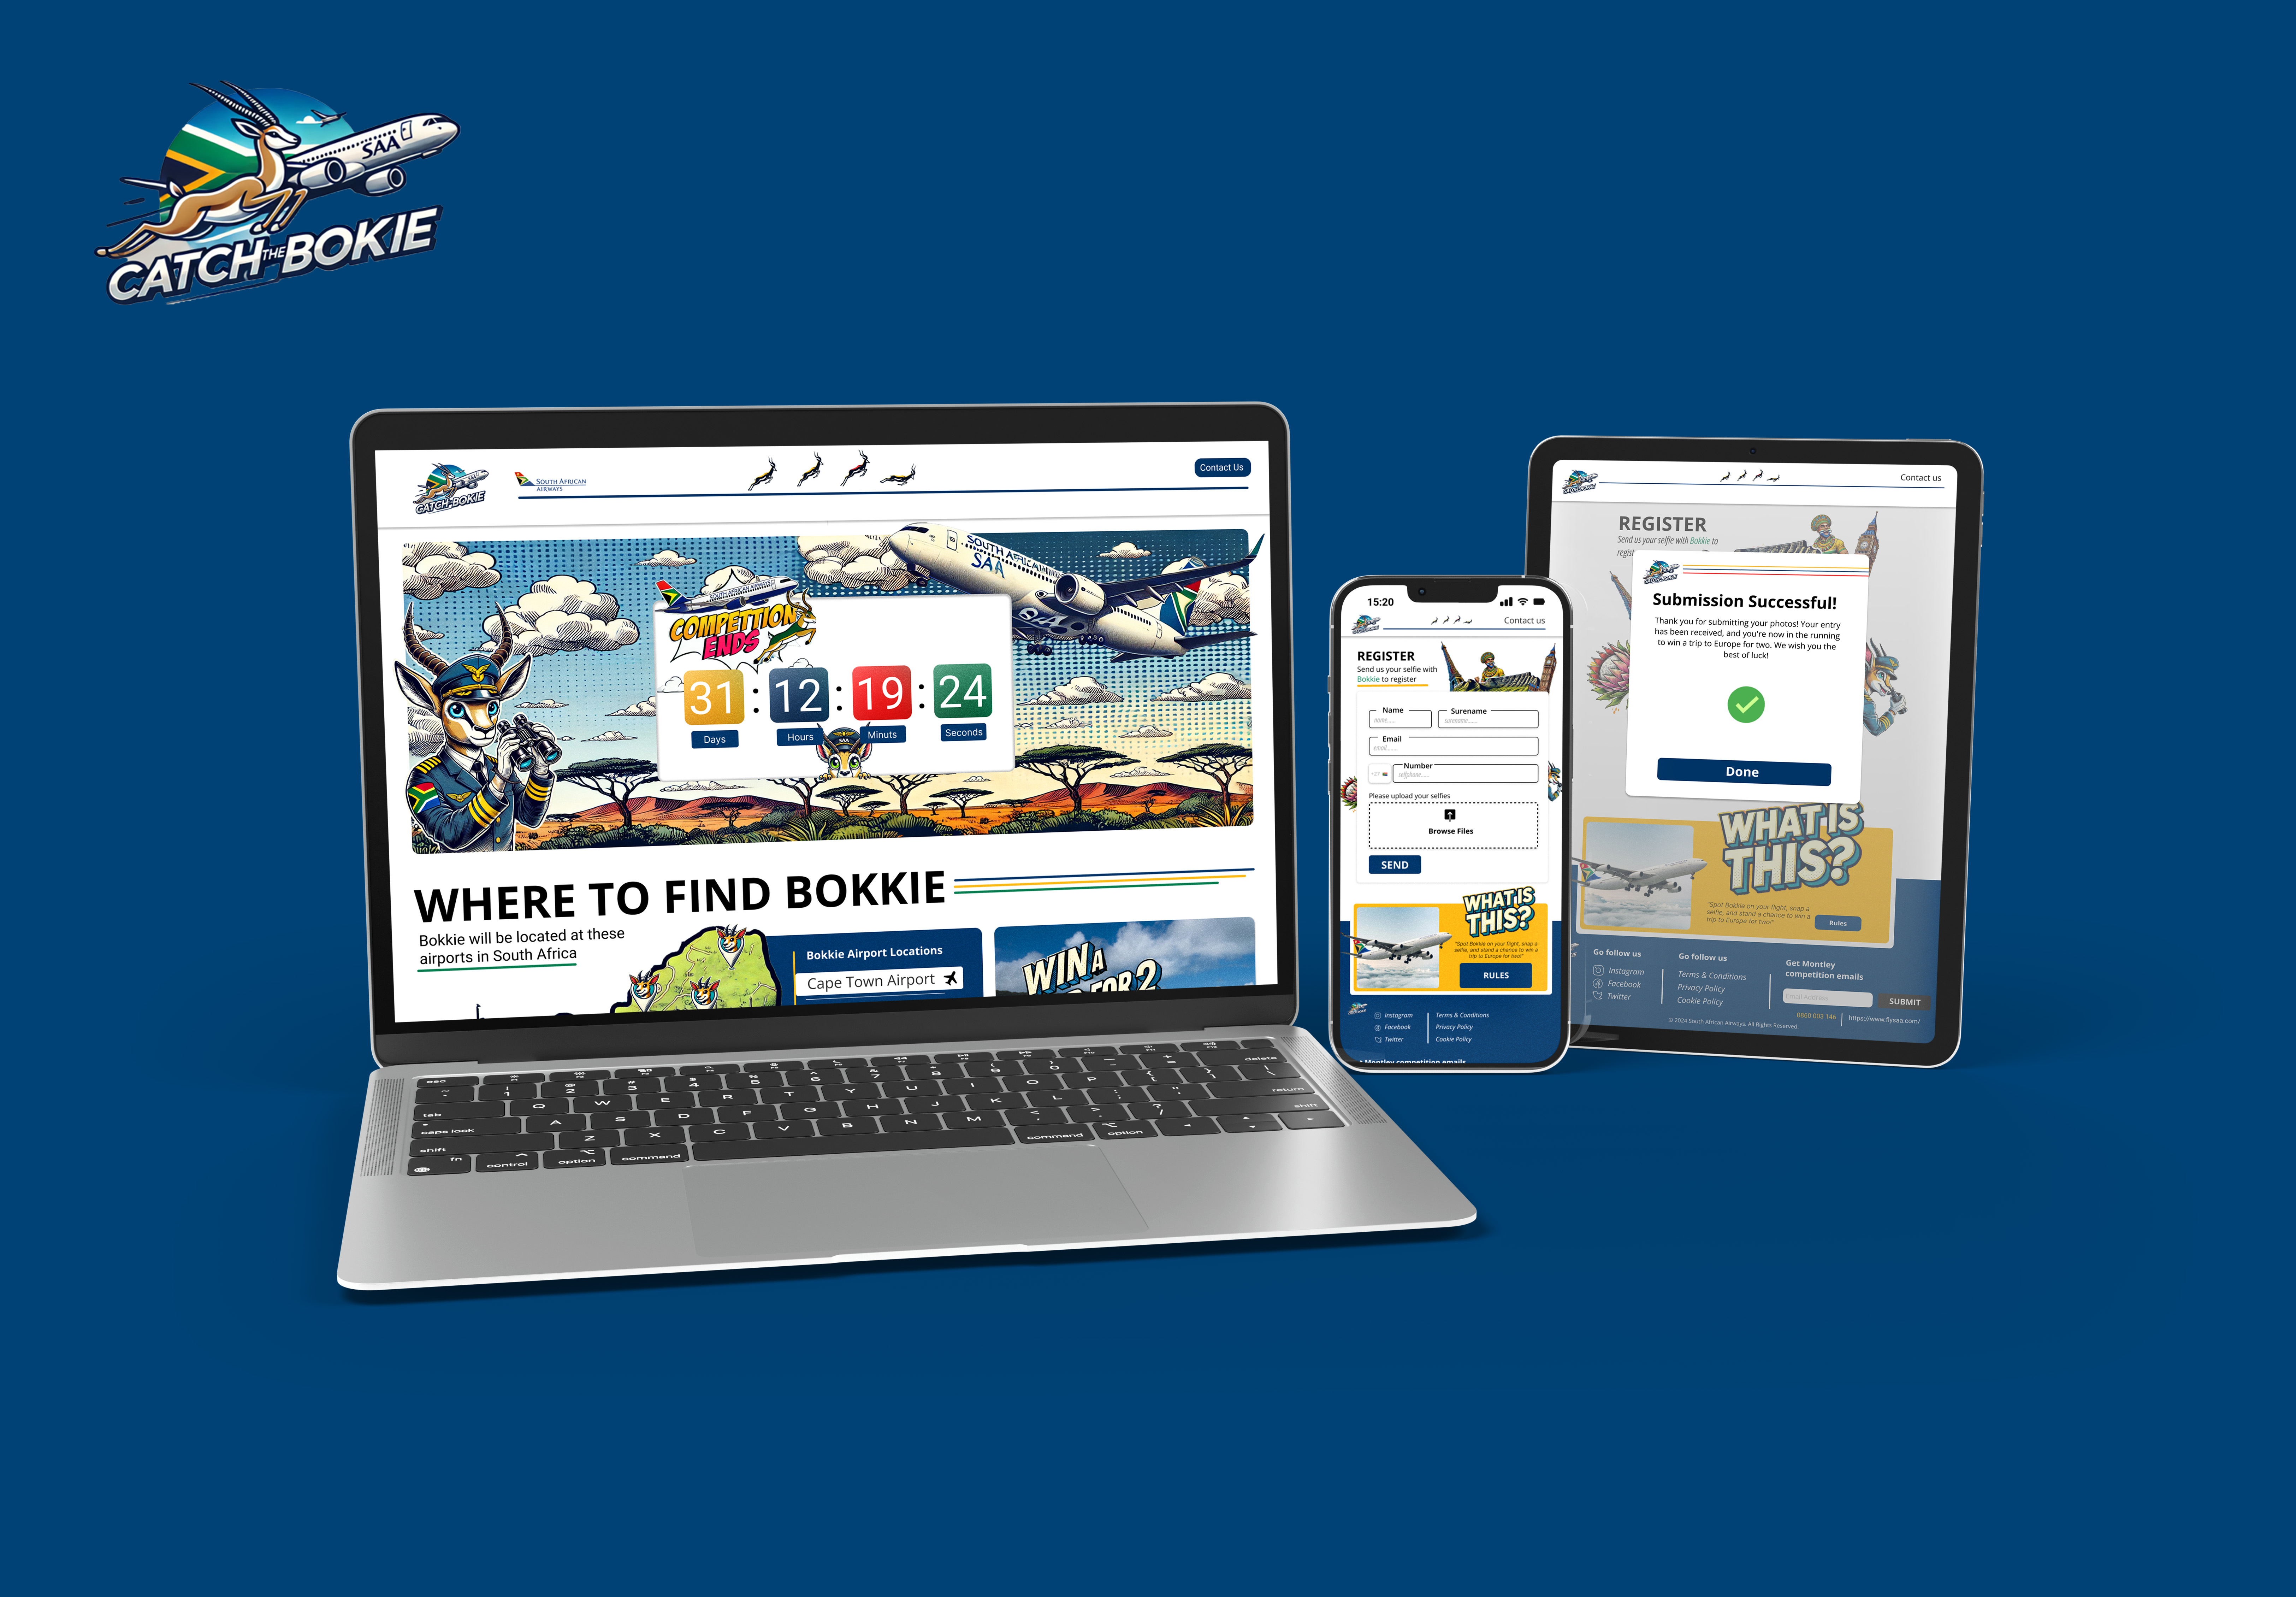 SAA
CATCH THE BOKIE
CATCH THE BOKIE
SOUTH AFRICAN
AIRWAYS
Contact Us
SOUTH AFRICAN
SAA
COMPETTION
ENDS
31 : 12 : 19 : 24
Days
Hours
Minuts
Seconds
SAA
WHERE TO FIND BOKKIE
Bokkie will be located at these
airports in South Africa
Bokkie Airport Locations
Cape Town Airport
WIN A
FOR 2
esc
delete
tab
Q W E R T Y U I O P
return
caps lock
A S D F G H J K L
shift
Z X C V B N M
shift
fn
control
option
command
command
option
15:20
Contact us
REGISTER
Send us your selfie with
Bokkie to register
Name
name.....
Surename
surename.....
Email
email......
Number
cellphone.....
Please upload your selfies
Browse Files
SEND
WHAT IS
THIS?
"Spot Bokkie on your flight, snap a
selfie, and stand a chance to win a
trip to Europe for two!"
RULES
Instagram
Facebook
Twitter
Terms & Conditions
Privacy Policy
Cookie Policy
Montley competition emails
CATCH THE BOKIE
Contact us
REGISTER
Send us your selfie with Bokkie to
Submission Successful!
Thank you for submitting your photos! Your entry
has been received, and you're now in the running
to win a trip to Europe for two. We wish you the
best of luck!
Done
WHAT IS
THIS?
"Spot Bokkie on your flight, snap a
selfie, and stand a chance to win a
trip to Europe for two!"
Rules
Go follow us
Instagram
Facebook
Twitter
Go follow us
Terms & Conditions
Privacy Policy
Cookie Policy
Get Montley
competition emails
Email Address
SUBMIT
0860 003 146
https://www.flysaa.com/
© 2024 South African Airways. All Rights Reserved.